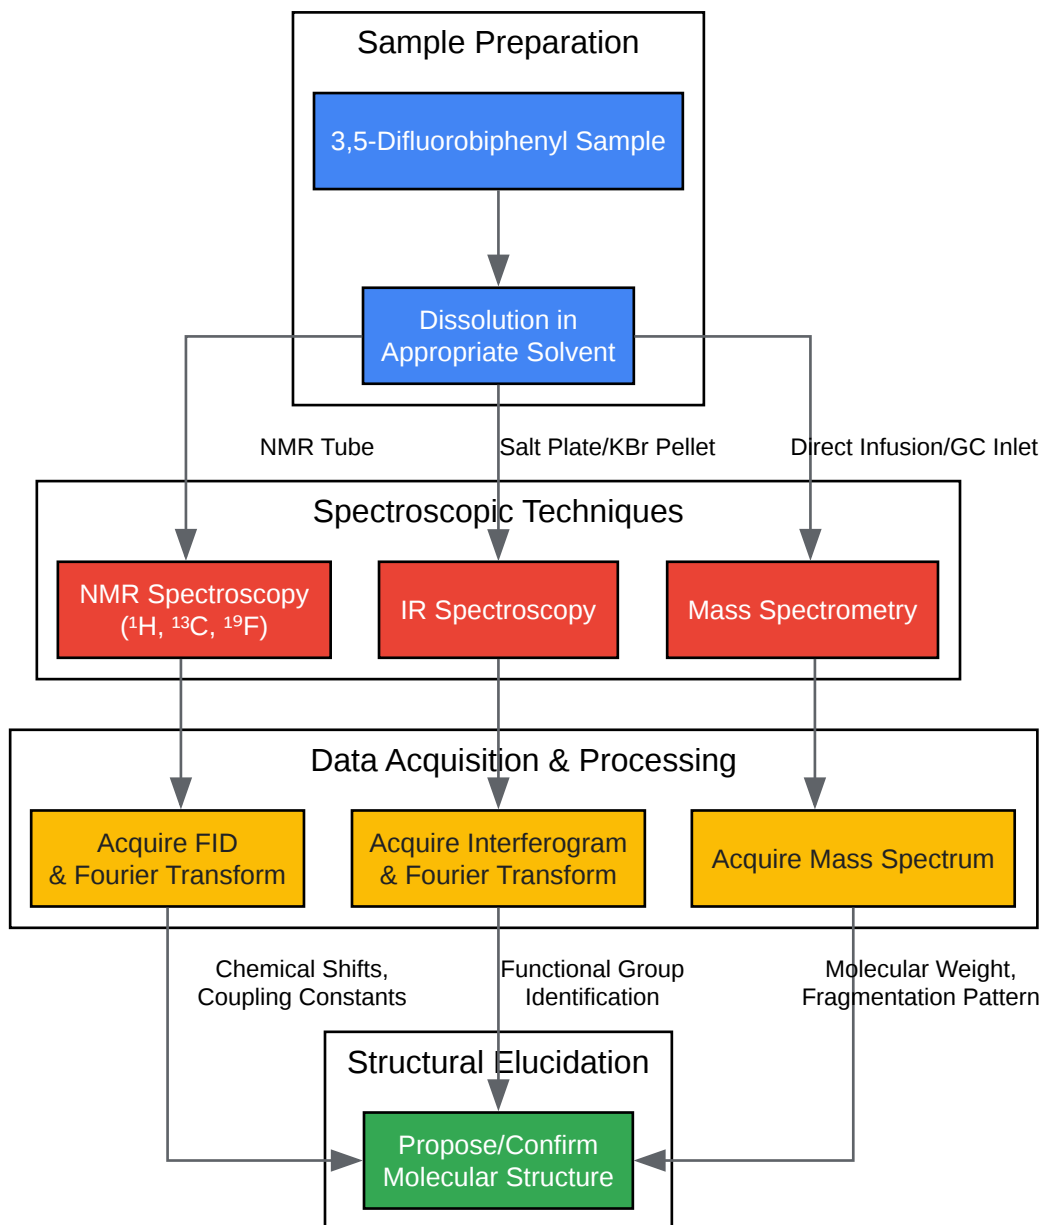 Sample Preparation
3,5-Difluorobiphenyl Sample
Dissolution in
Appropriate Solvent
NMR Tube
Salt Plate/KBr Pellet
Direct Infusion/GC Inlet
Spectroscopic Techniques
NMR Spectroscopy
(¹H, ¹³C, ¹⁹F)
IR Spectroscopy
Mass Spectrometry
Data Acquisition & Processing
Acquire FID
& Fourier Transform
Acquire Interferogram
& Fourier Transform
Acquire Mass Spectrum
Chemical Shifts,
Coupling Constants
Functional Group
Identification
Molecular Weight,
Fragmentation Pattern
Structural Elucidation
Propose/Confirm
Molecular Structure